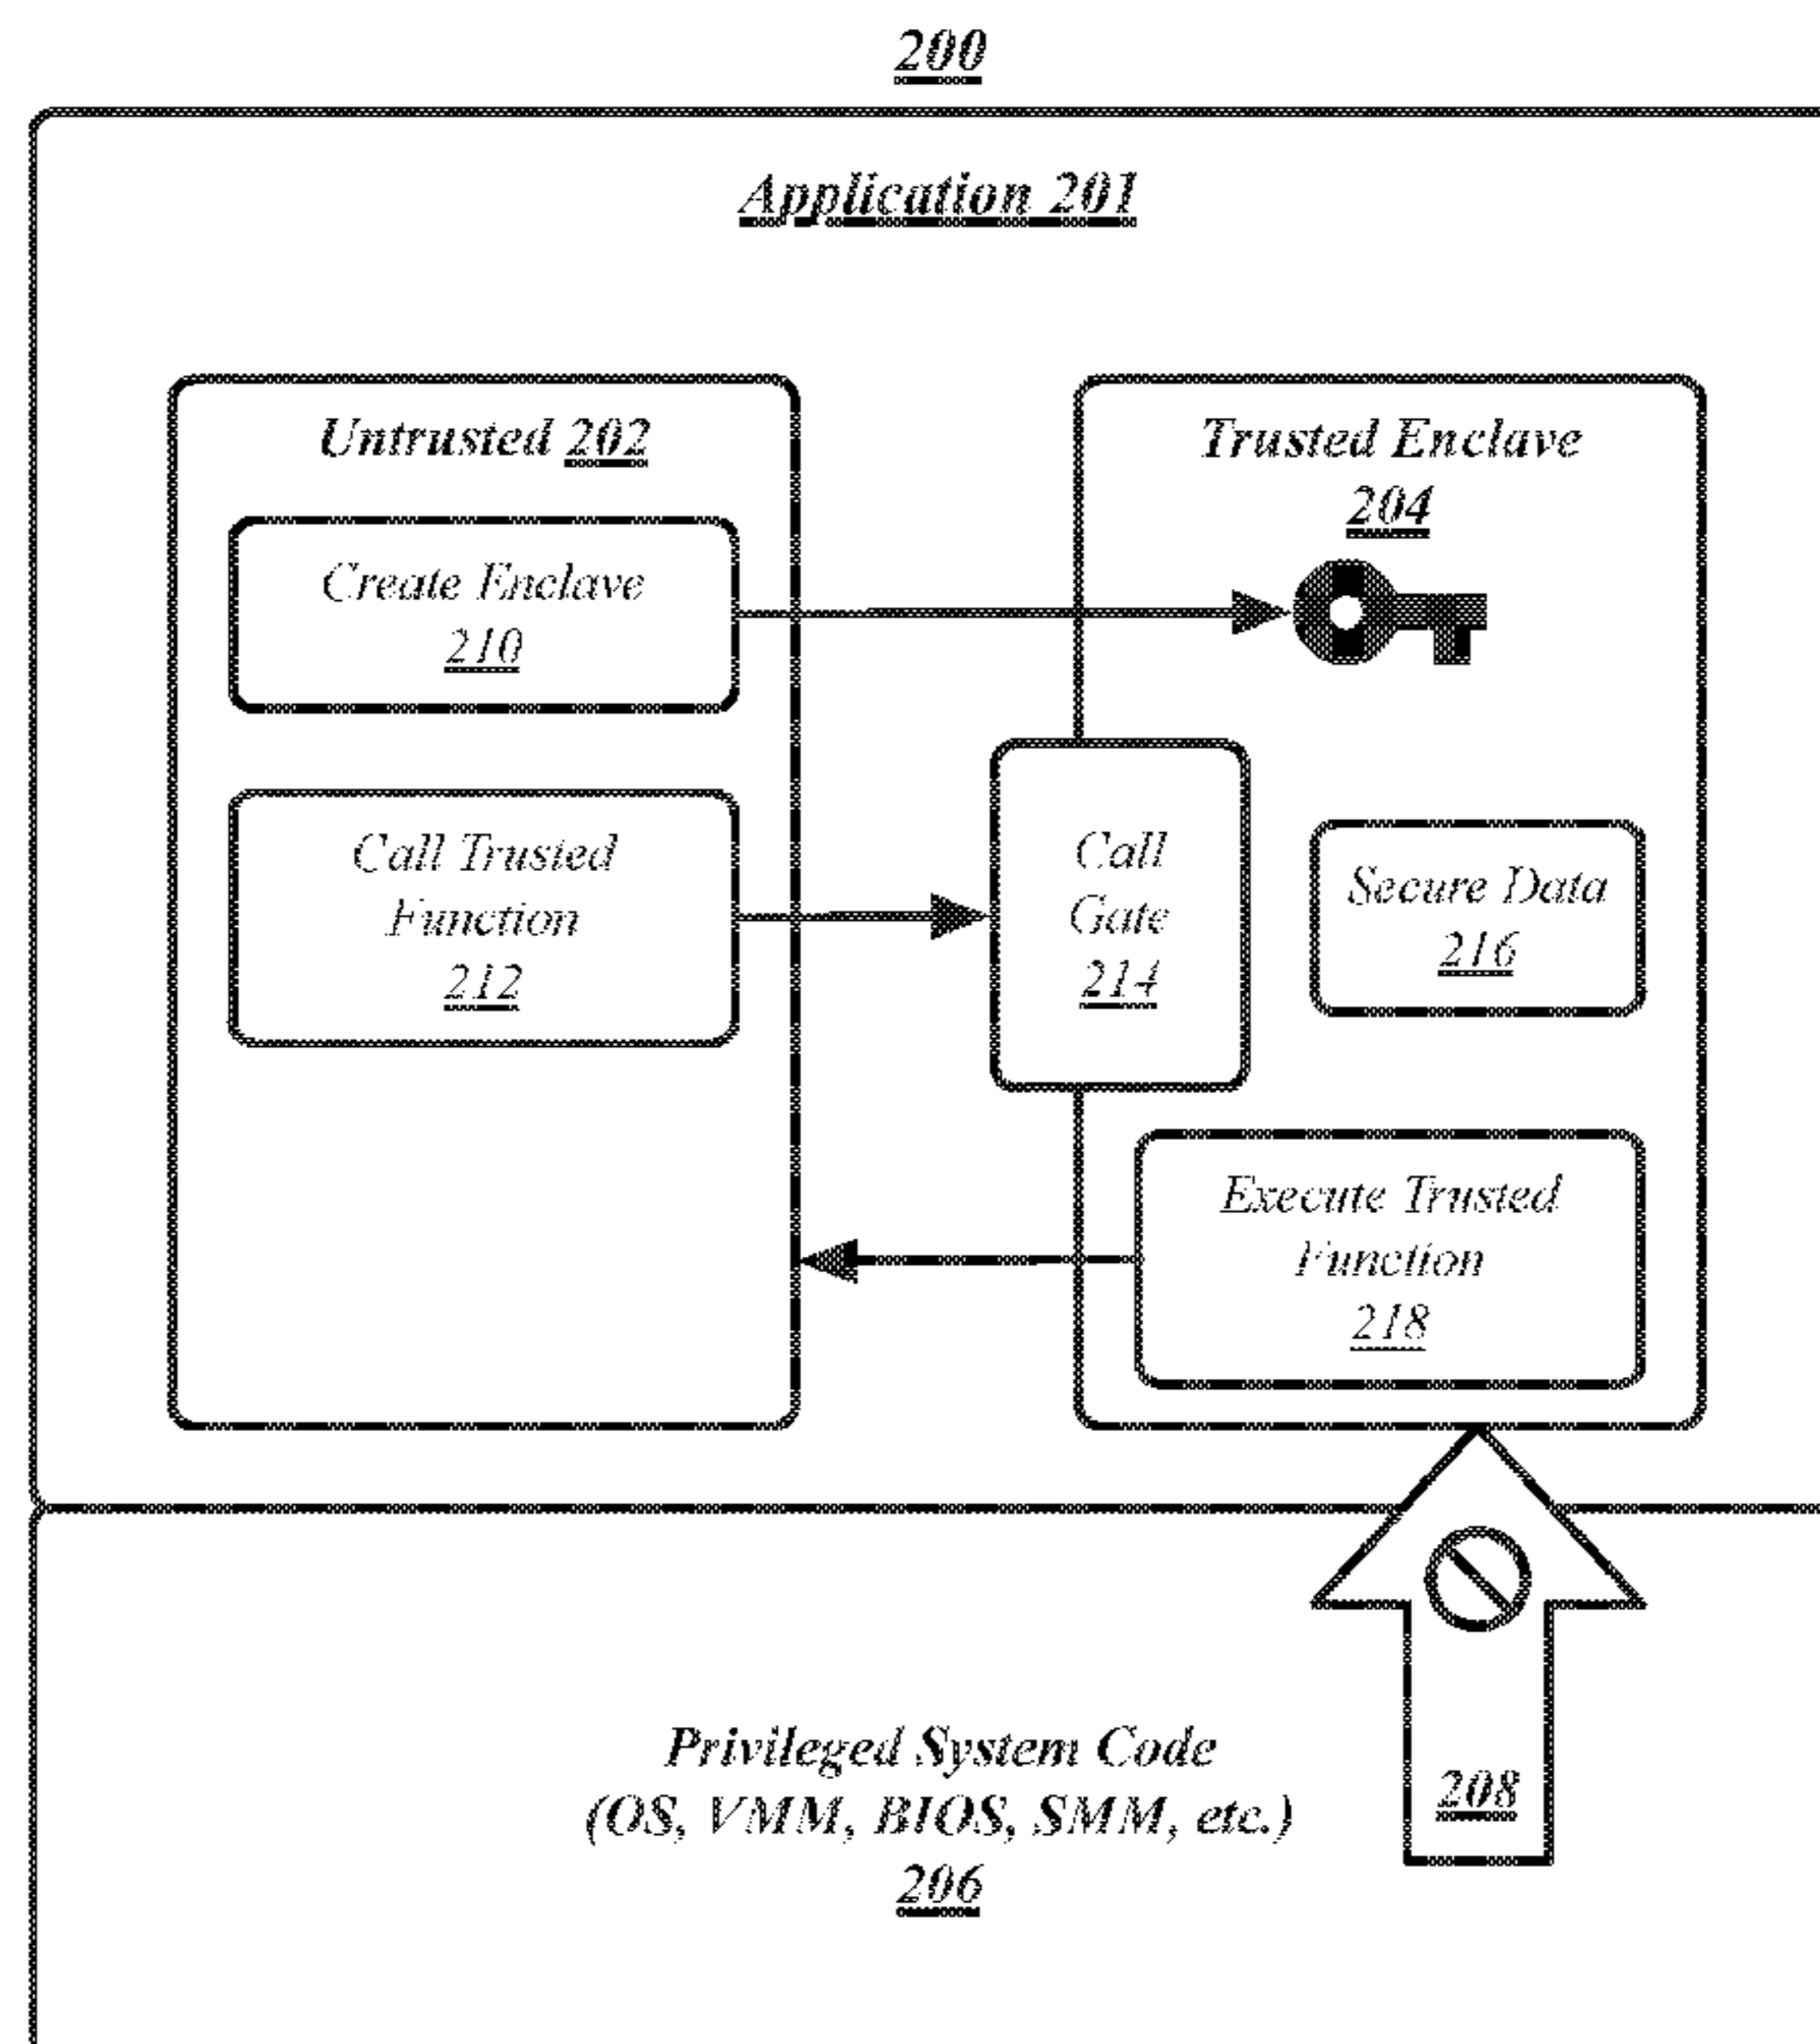 200
Application 201
Untrusted 202
Create Enclave
210
Call Trusted
Function
212
Trusted Enclave
204
Call
Gate
214
Secure Data
216
Execute Trusted
Function
218
Privileged System Code
(OS, VMM, BIOS, SMM, etc.)
206
208